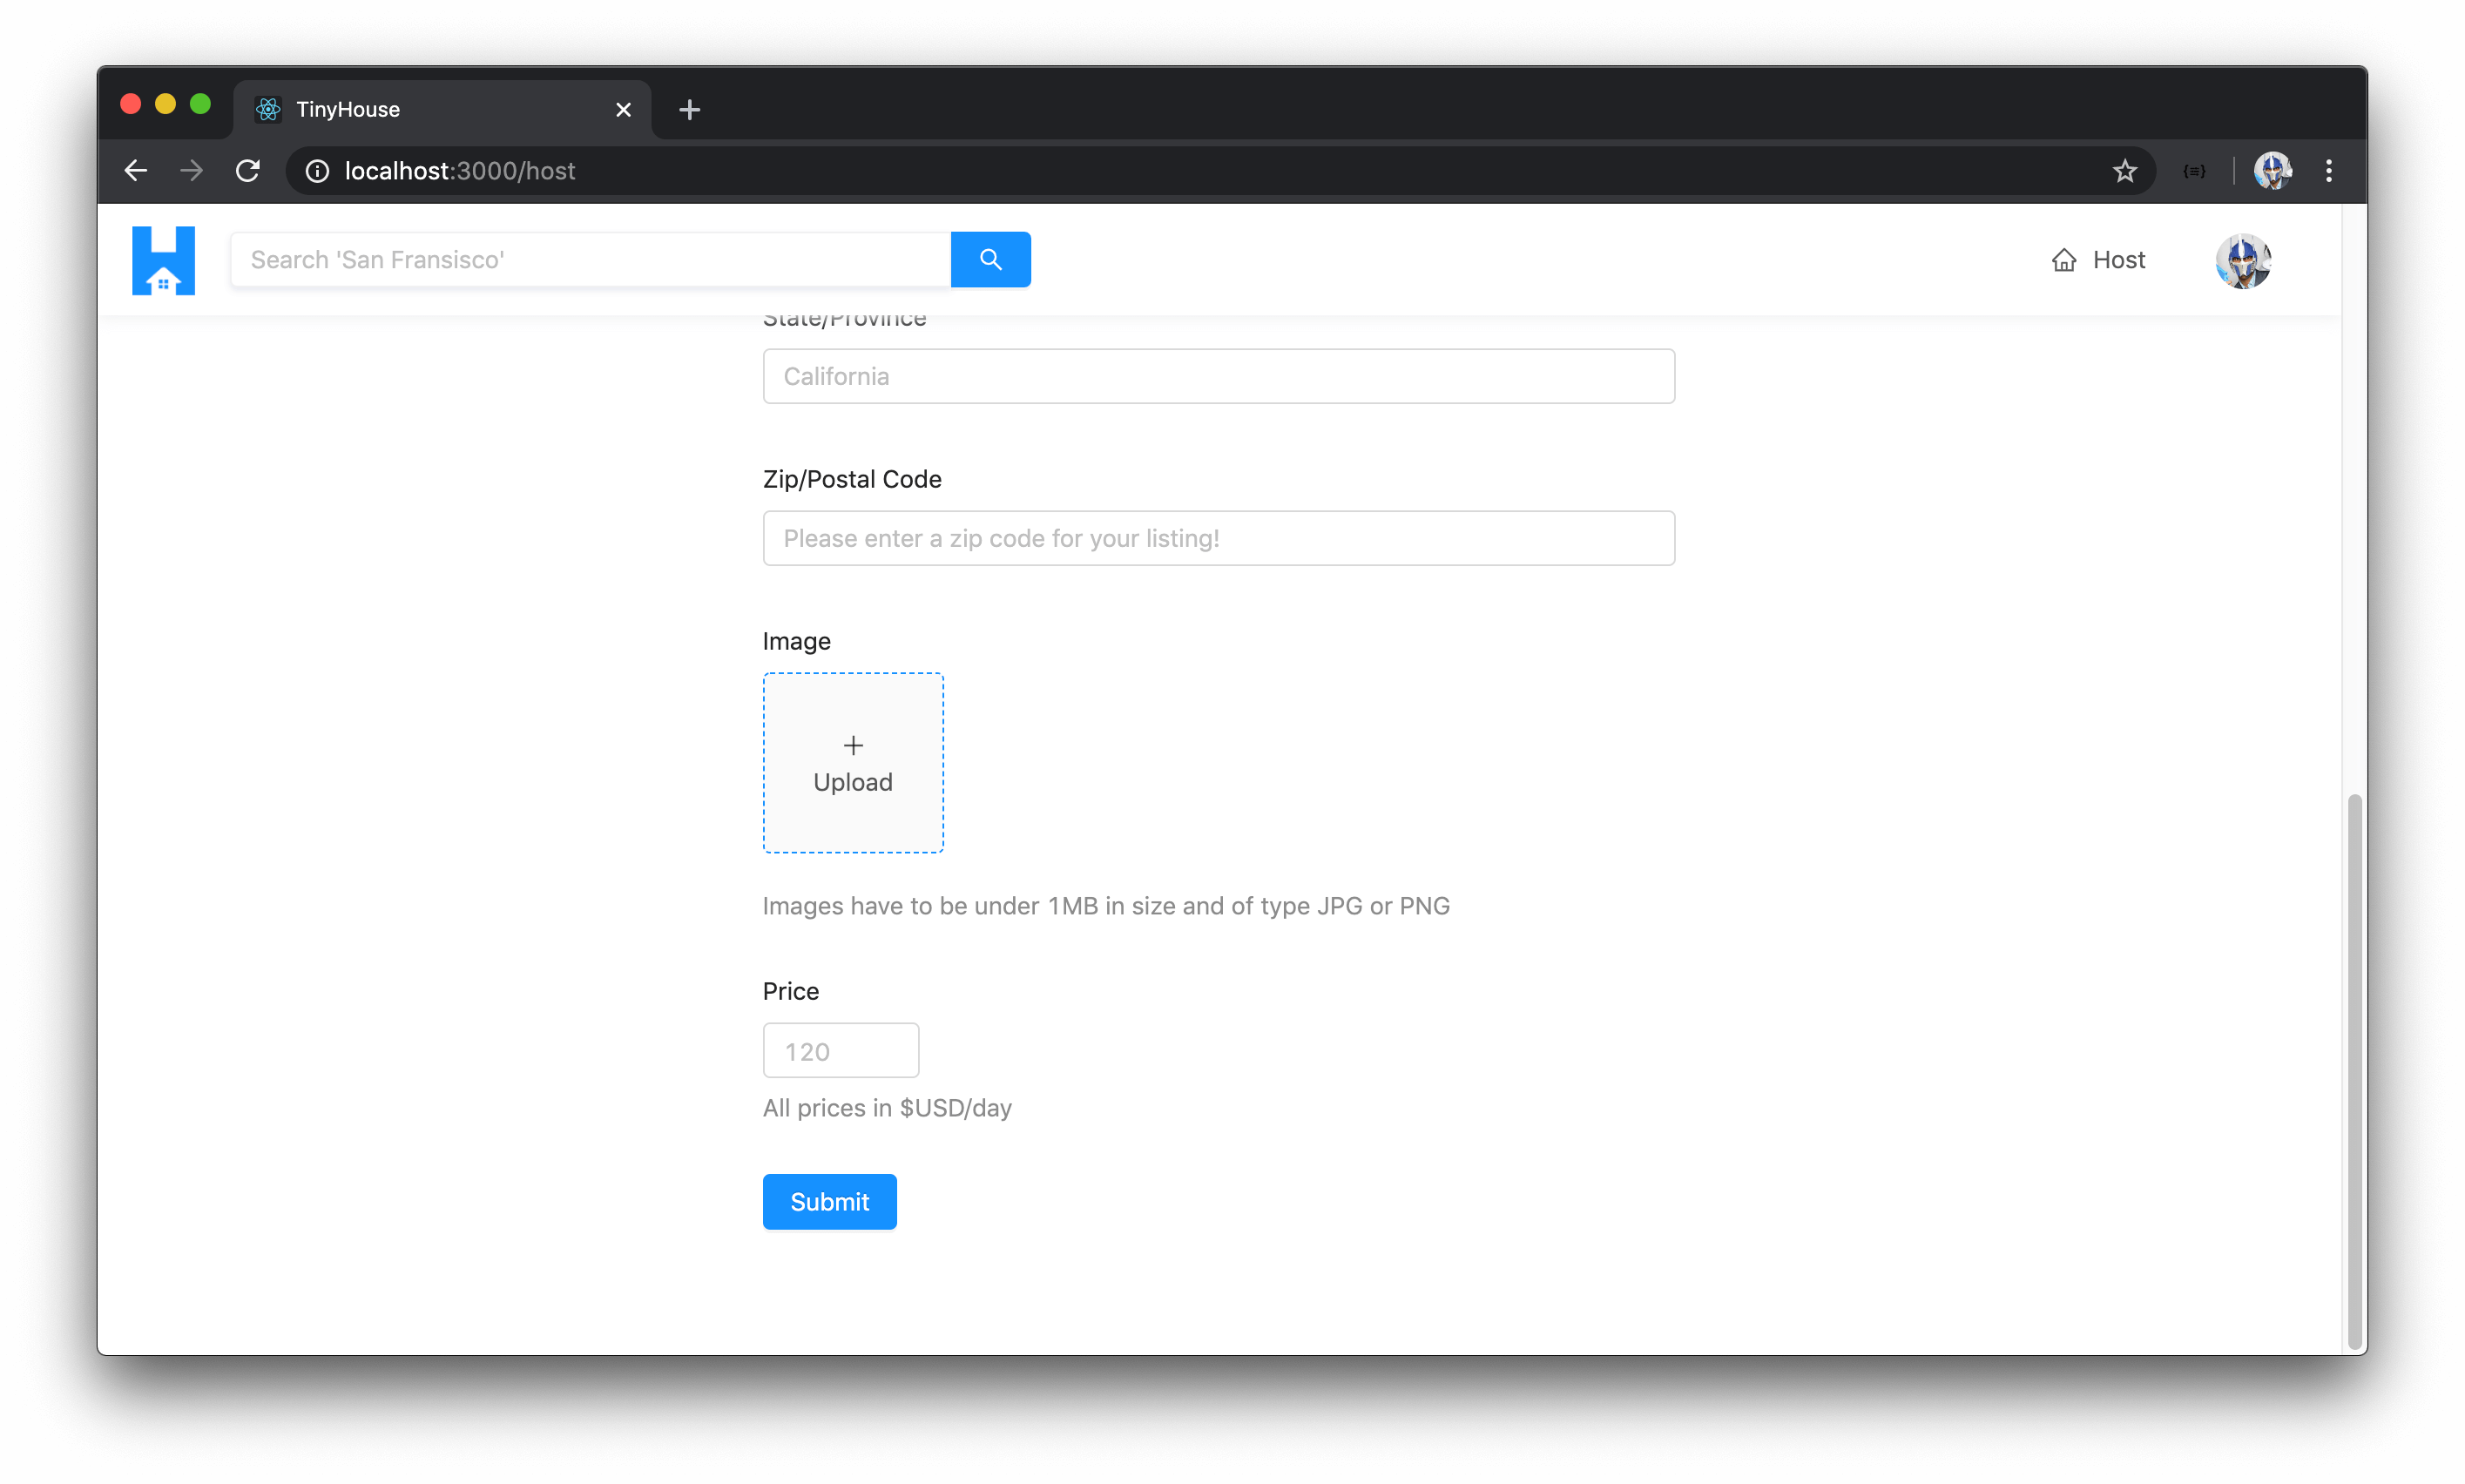 TinyHouse
localhost:3000/host
Search 'San Fransisco'
Host
State/Province
California
Zip/Postal Code
Please enter a zip code for your listing!
Image
Upload
Images have to be under 1MB in size and of type JPG or PNG
Price
120
All prices in $USD/day
Submit